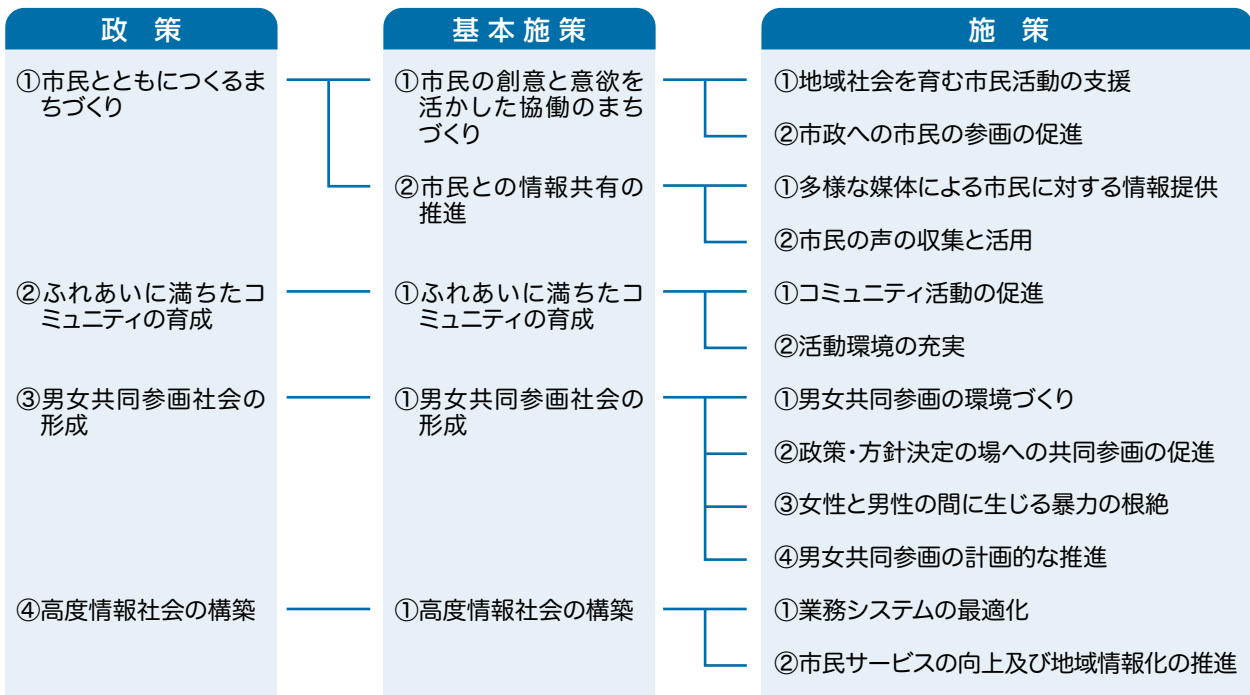 政策
基本施策
施策
①市民とともにつくるま
ちづくり
①市民の創意と意欲を
活かした協働のまち
づくり
①地域社会を育む市民活動の支援
②市政への市民の参画の促進
②市民との情報共有の
推進
①多様な媒体による市民に対する情報提供
②市民の声の収集と活用
②ふれあいに満ちたコ
ミュニティの育成
①ふれあいに満ちたコ
ミュニティの育成
①コミュニティ活動の促進
②活動環境の充実
③男女共同参画社会の
形成
①男女共同参画社会の
形成
①男女共同参画の環境づくり
②政策・方針決定の場への共同参画の促進
③女性と男性の間に生じる暴力の根絶
④男女共同参画の計画的な推進
④高度情報社会の構築
①高度情報社会の構築
①業務システムの最適化
②市民サービスの向上及び地域情報化の推進